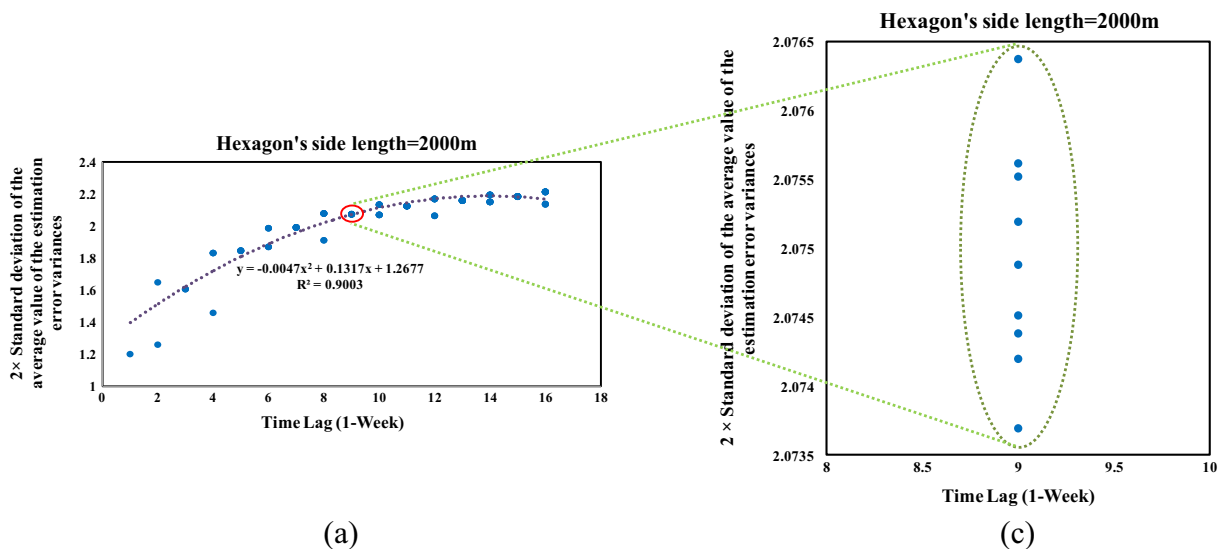 Hexagon's side length=2000m
2× Standard deviation of the
average value of the estimation
error variances
2.4
2.2
2
1.8
1.6
1.4
1.2
1
y = -0.0047x² + 0.1317x + 1.2677
R² = 0.9003
0 2 4 6 8 10 12 14 16 18
Time Lag (1-Week)
(a)
Hexagon's side length=2000m
2 × Standard deviation of the average value of the
estimation error variances
2.0765
2.076
2.0755
2.075
2.0745
2.074
2.0735
8 8.5 9 9.5 10
Time Lag (1-Week)
(c)